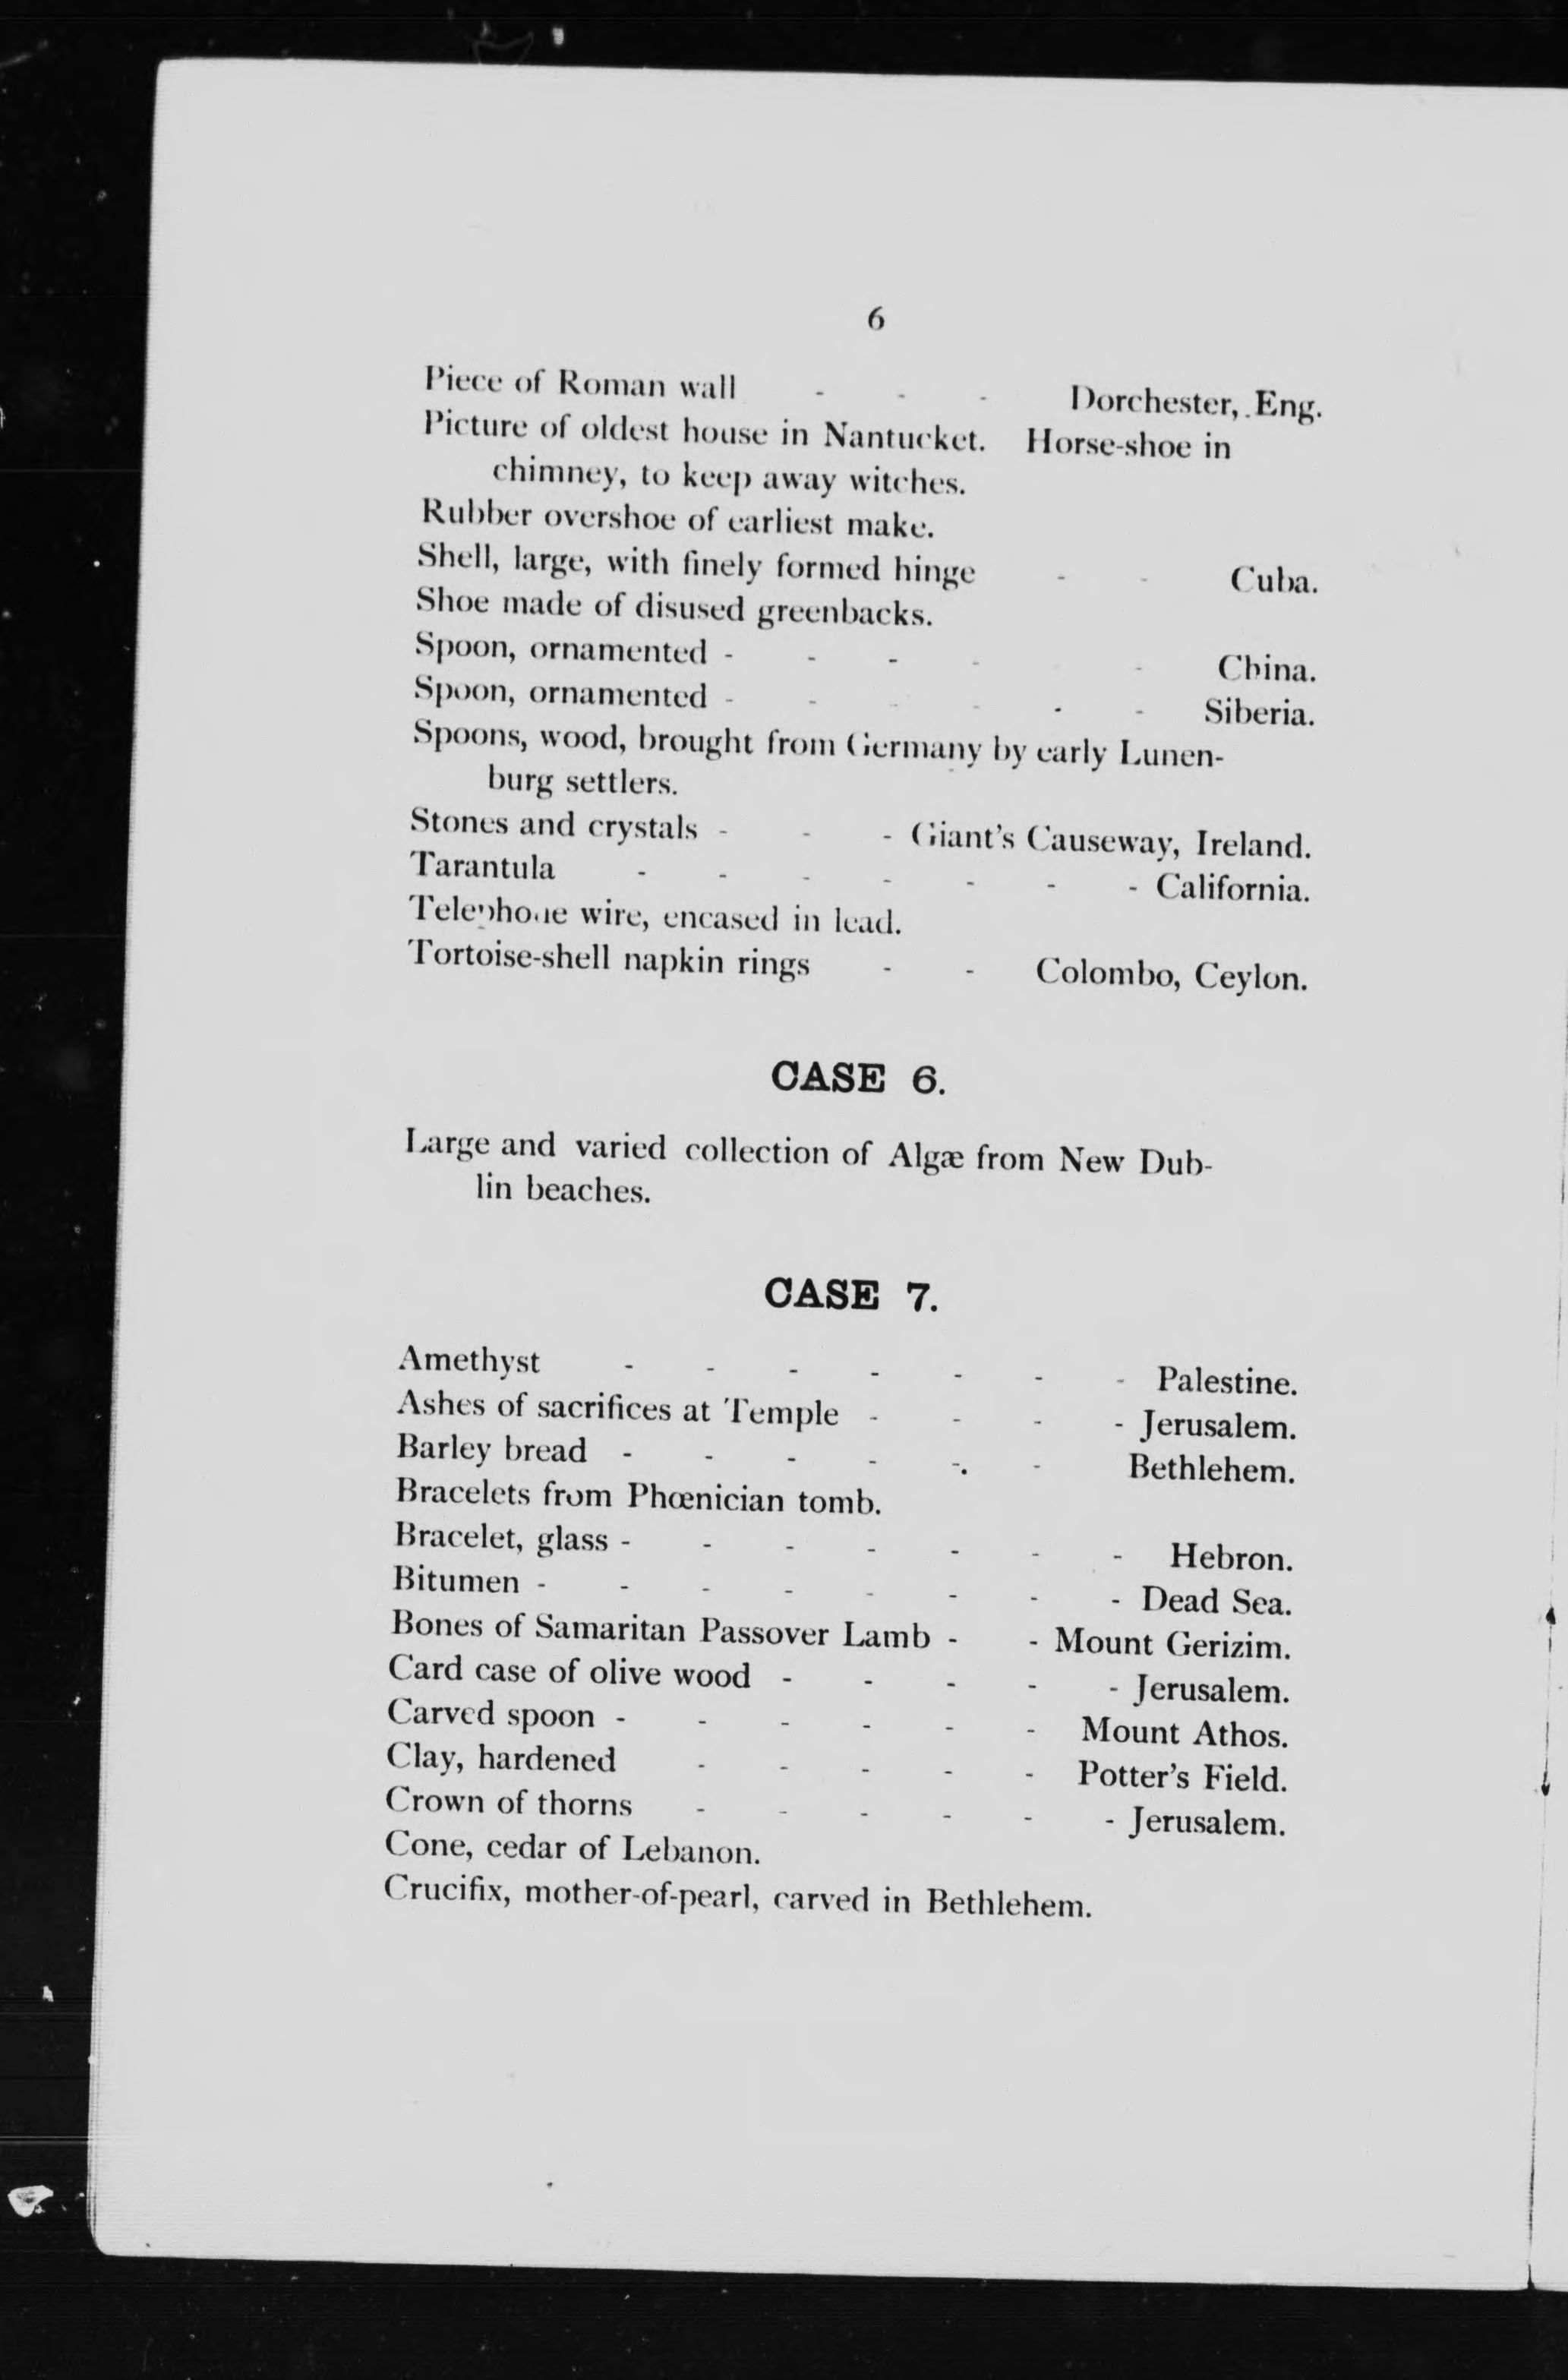 6
Piece of Roman wall - - - Dorchester, Eng.
Picture of oldest house in Nantucket. Horse-shoe in
chimney, to keep away witches.
Rubber overshoe of earliest make.
Shell, large, with finely formed hinge - - Cuba.
Shoe made of disused greenbacks.
Spoon, ornamented - - - - - China.
Spoon, ornamented - - - - - - Siberia.
Spoons, wood, brought from Germany by early Lunen-
burg settlers.
Stones and crystals - - - Giant's Causeway, Ireland.
Tarantula - - - - - - - California.
Telephone wire, encased in lead.
Tortoise-shell napkin rings - - Colombo, Ceylon.
CASE 6.
Large and varied collection of Algæ from New Dub-
lin beaches.
CASE 7.
Amethyst - - - - - - - Palestine.
Ashes of sacrifices at Temple - - - - Jerusalem.
Barley bread - - - - - - Bethlehem.
Bracelets from Phœnician tomb.
Bracelet, glass - - - - - - - Hebron.
Bitumen - - - - - - - - Dead Sea.
Bones of Samaritan Passover Lamb - - Mount Gerizim.
Card case of olive wood - - - - - Jerusalem.
Carved spoon - - - - - - Mount Athos.
Clay, hardened - - - - - Potter's Field.
Crown of thorns - - - - - - Jerusalem.
Cone, cedar of Lebanon.
Crucifix, mother-of-pearl, carved in Bethlehem.